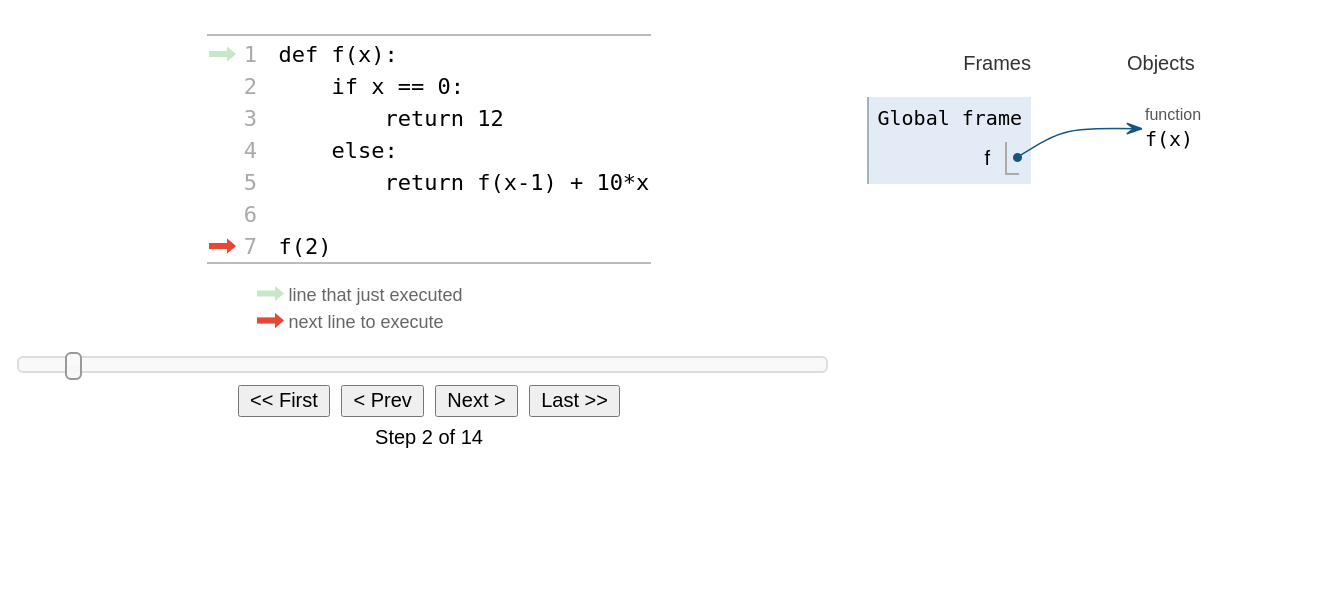 1 def f(x):
2     if x == 0:
3         return 12
4     else:
5         return f(x-1) + 10*x
6
7 f(2)
line that just executed
next line to execute
<< First < Prev Next > Last >>
Step 2 of 14
Frames Objects
Global frame
f
function
f(x)